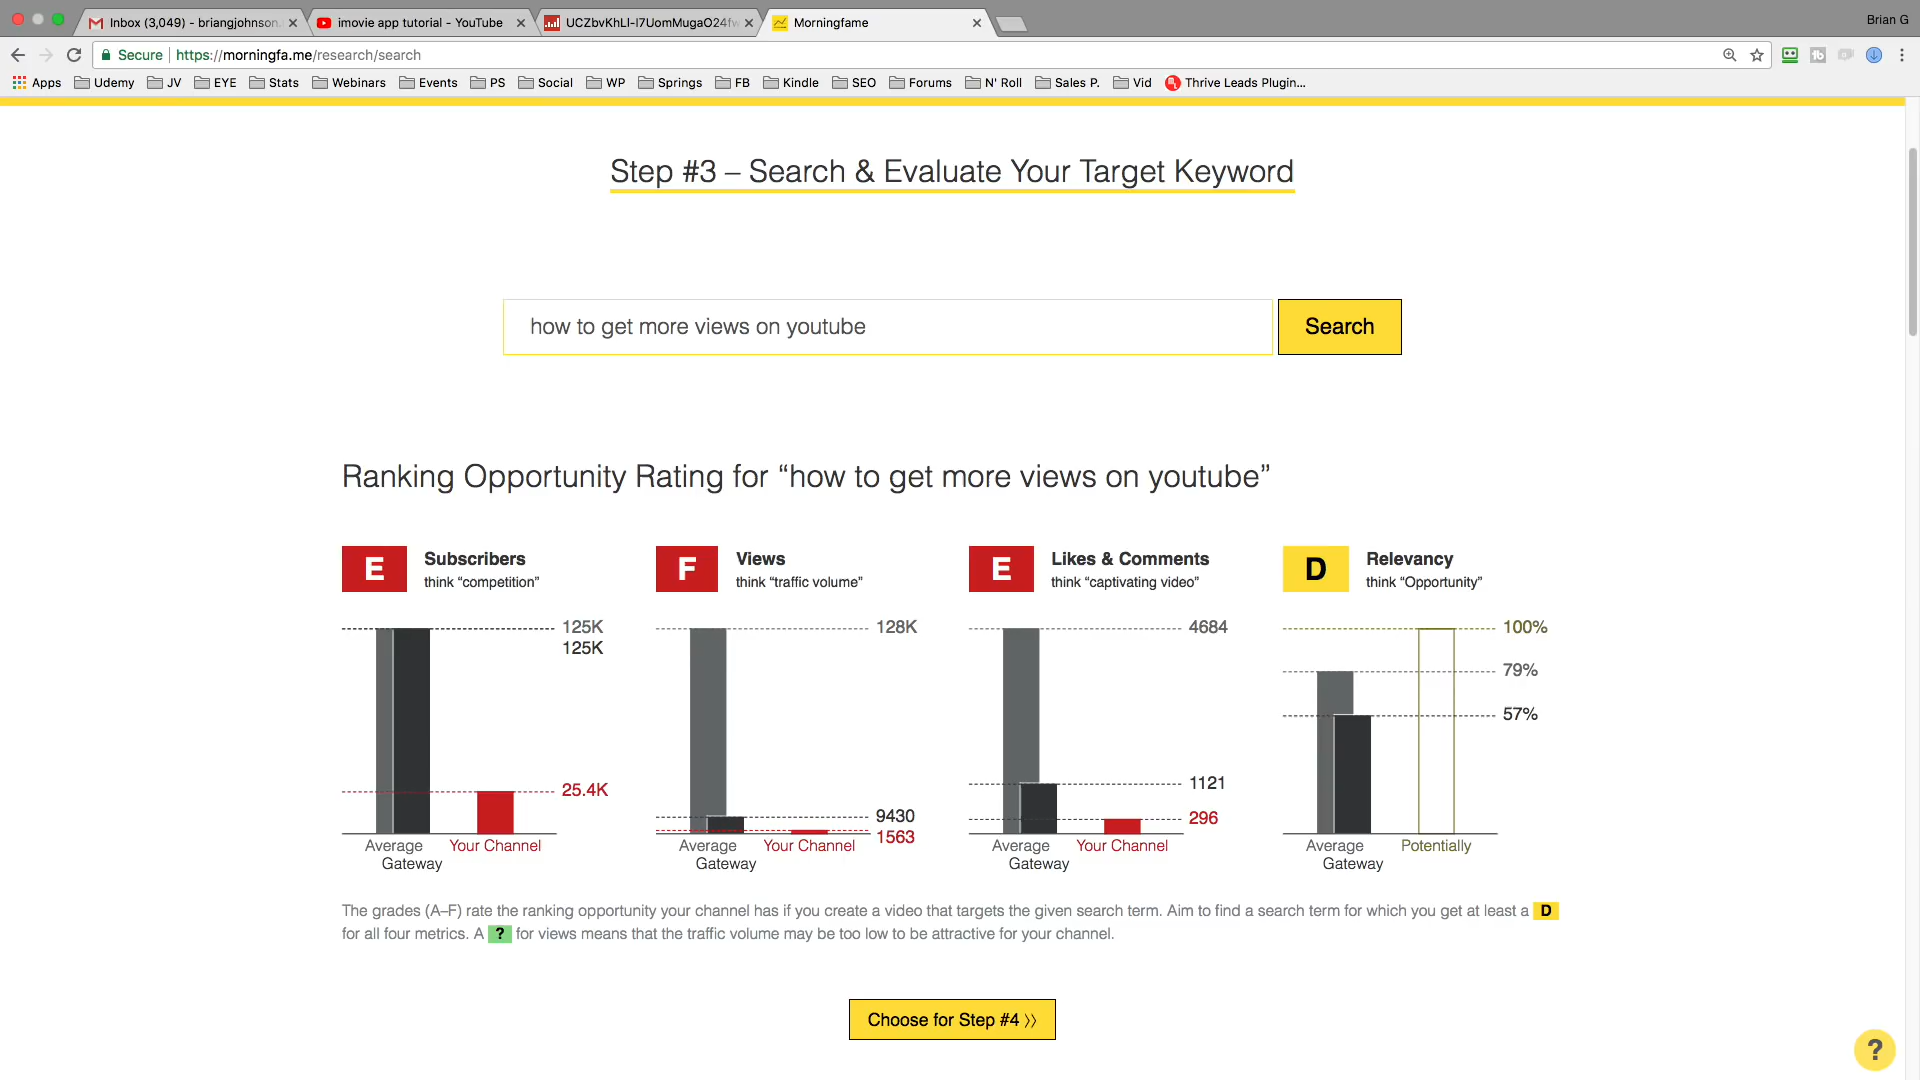 Brian G
Inbox (3,049) - briangjohnson
imovie app tutorial - YouTube
UCZbvKhLI-I7UomMugaO24fw
Morningfame
Secure
https://morningfa.me/research/search
Apps
Udemy
JV
EYE
Stats
Webinars
Events
PS
Social
WP
Springs
FB
Kindle
SEO
Forums
N' Roll
Sales P.
Vid
Thrive Leads Plugin...
Step #3 – Search & Evaluate Your Target Keyword
how to get more views on youtube
Search
Ranking Opportunity Rating for “how to get more views on youtube”
E
Subscribers
think “competition”
125K
125K
25.4K
Average
Gateway
Your Channel
F
Views
think “traffic volume”
128K
9430
1563
Average
Gateway
Your Channel
E
Likes & Comments
think “captivating video”
4684
1121
296
Average
Gateway
Your Channel
D
Relevancy
think “Opportunity”
100%
79%
57%
Average
Gateway
Potentially
The grades (A–F) rate the ranking opportunity your channel has if you create a video that targets the given search term. Aim to find a search term for which you get at least a D
for all four metrics. A ? for views means that the traffic volume may be too low to be attractive for your channel.
Choose for Step #4 》
?